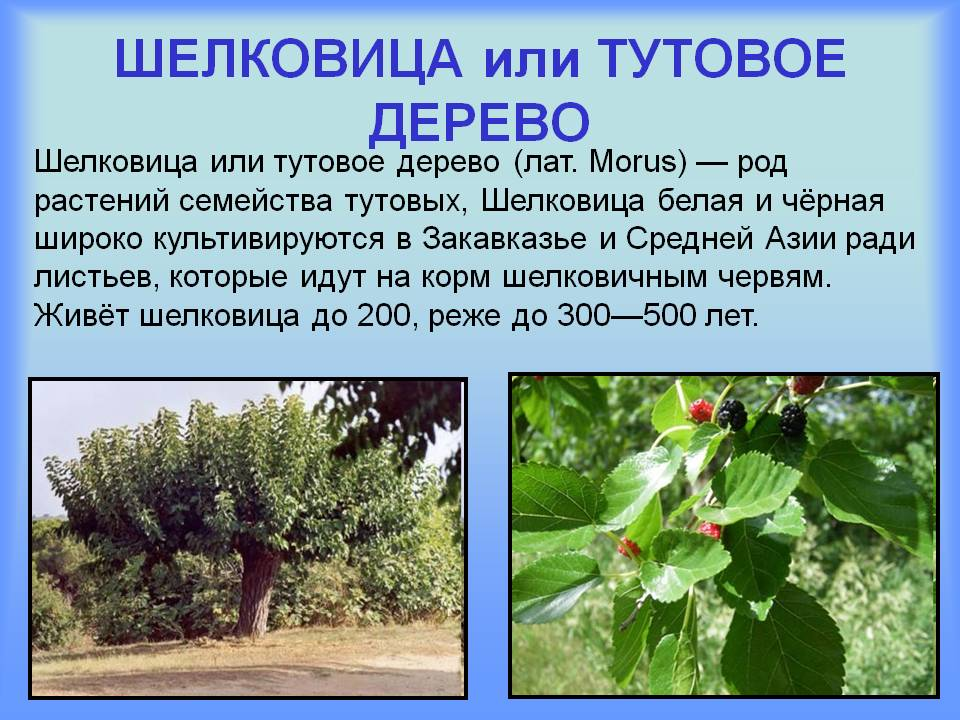 ШЕЛКОВИЦА или ТУТОВОЕ
ДЕРЕВО
Шелковица или тутовое дерево (лат. Morus) — род
растений семейства тутовых, Шелковица белая и чёрная
широко культивируются в Закавказье и Средней Азии ради
листьев, которые идут на корм шелковичным червям.
Живёт шелковица до 200, реже до 300—500 лет.